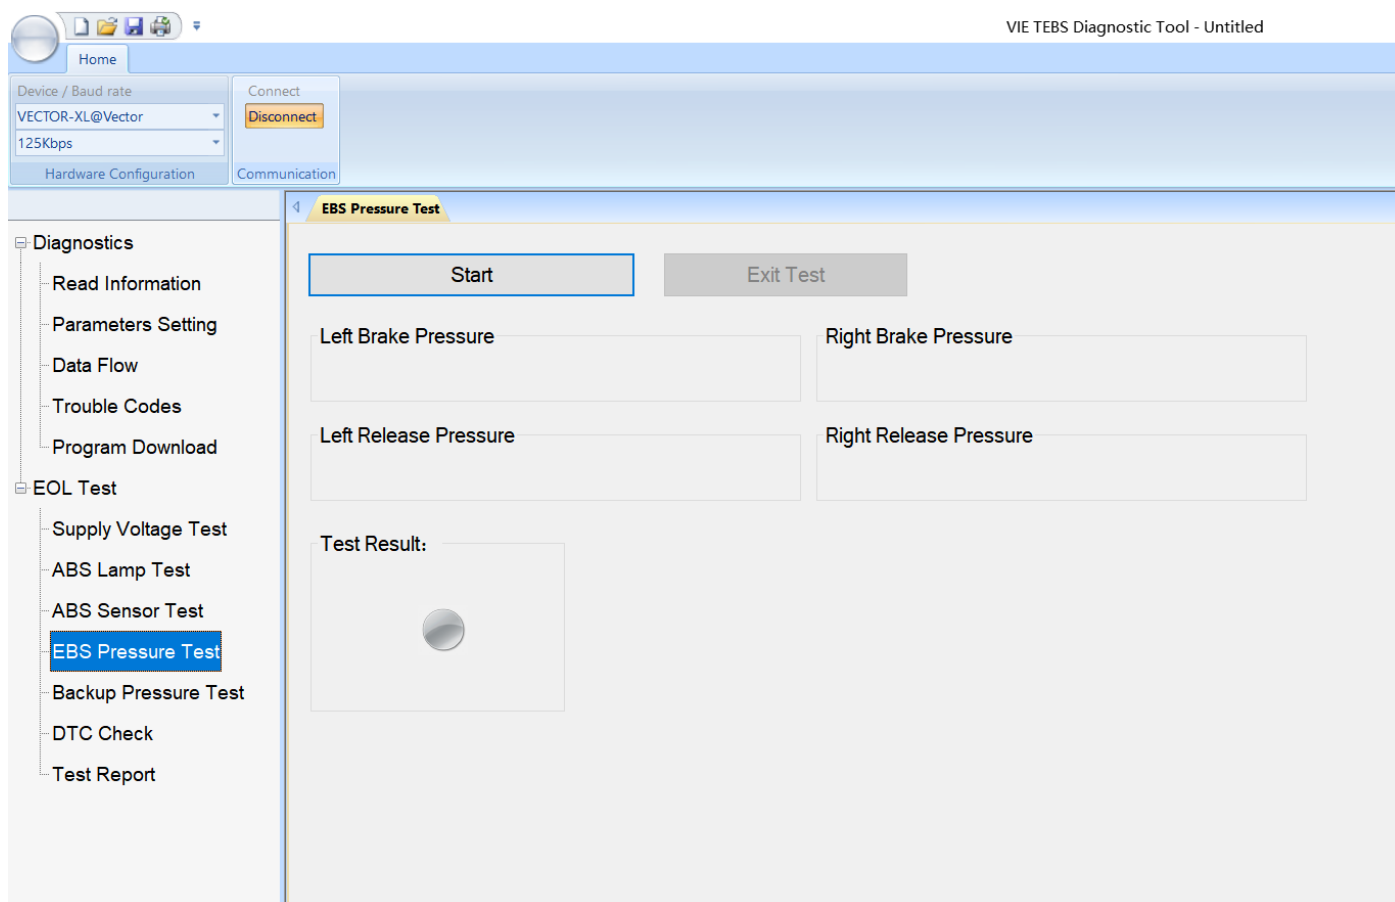 VIE TEBS Diagnostic Tool - Untitled
Home
Device / Baud rate
VECTOR-XL@Vector
125Kbps
Hardware Configuration
Connect
Disconnect
Communication
Diagnostics
Read Information
Parameters Setting
Data Flow
Trouble Codes
Program Download
EOL Test
Supply Voltage Test
ABS Lamp Test
ABS Sensor Test
EBS Pressure Test
Backup Pressure Test
DTC Check
Test Report
EBS Pressure Test
Start
Exit Test
Left Brake Pressure
Right Brake Pressure
Left Release Pressure
Right Release Pressure
Test Result：